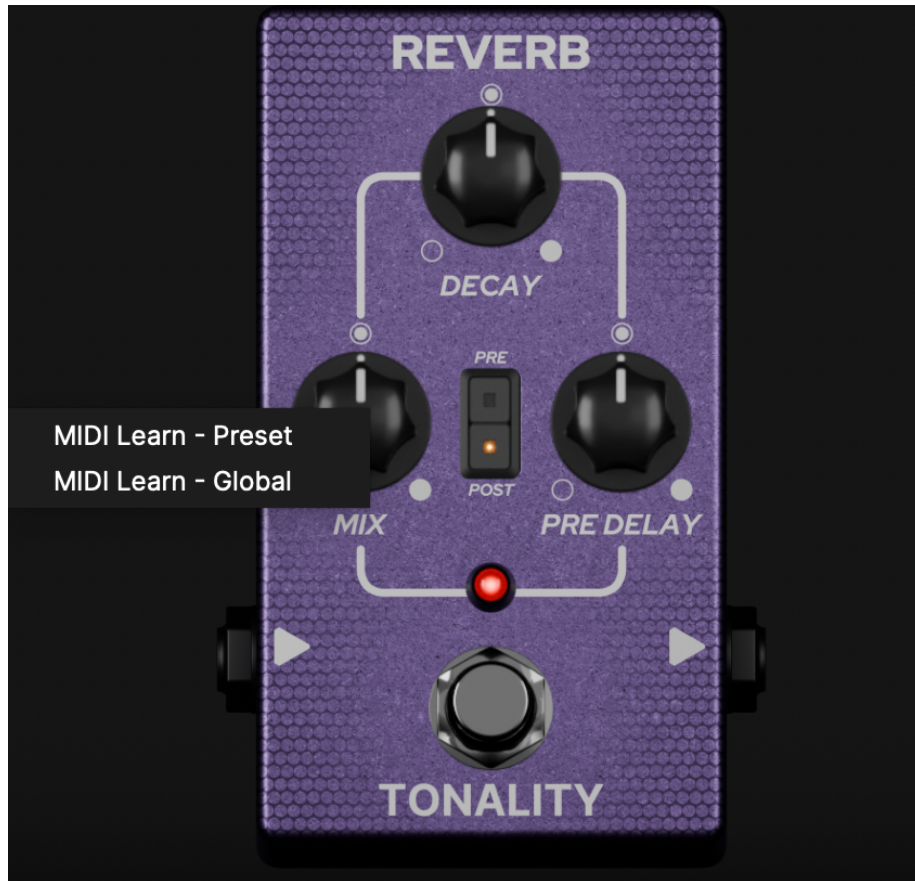 REVERB
DECAY
PRE
MIDI Learn - Preset
MIDI Learn - Global
POST
MIX
PRE DELAY
TONALITY